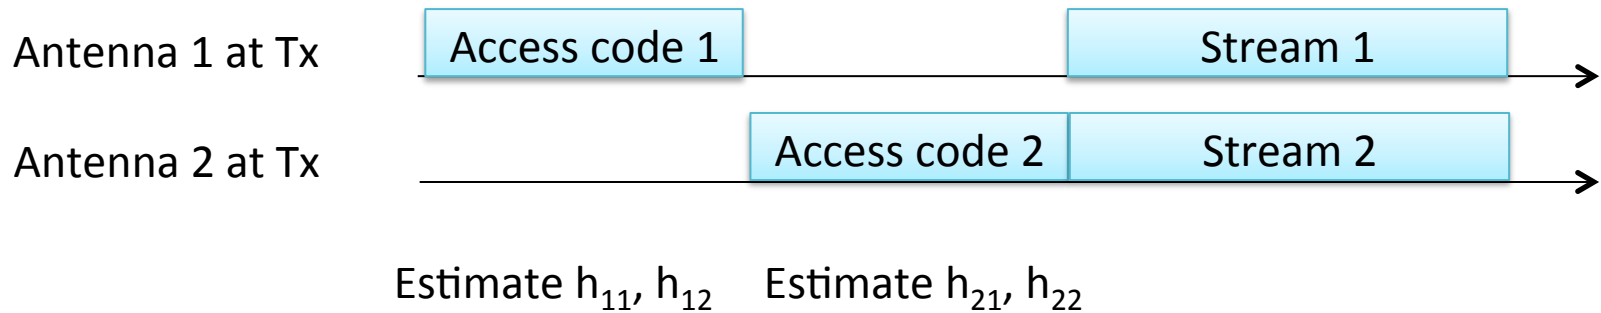 Antenna 1 at Tx Access code 1 Stream 1
Antenna 2 at Tx Access code 2 Stream 2
Estimate h₁₁, h₁₂ Estimate h₂₁, h₂₂